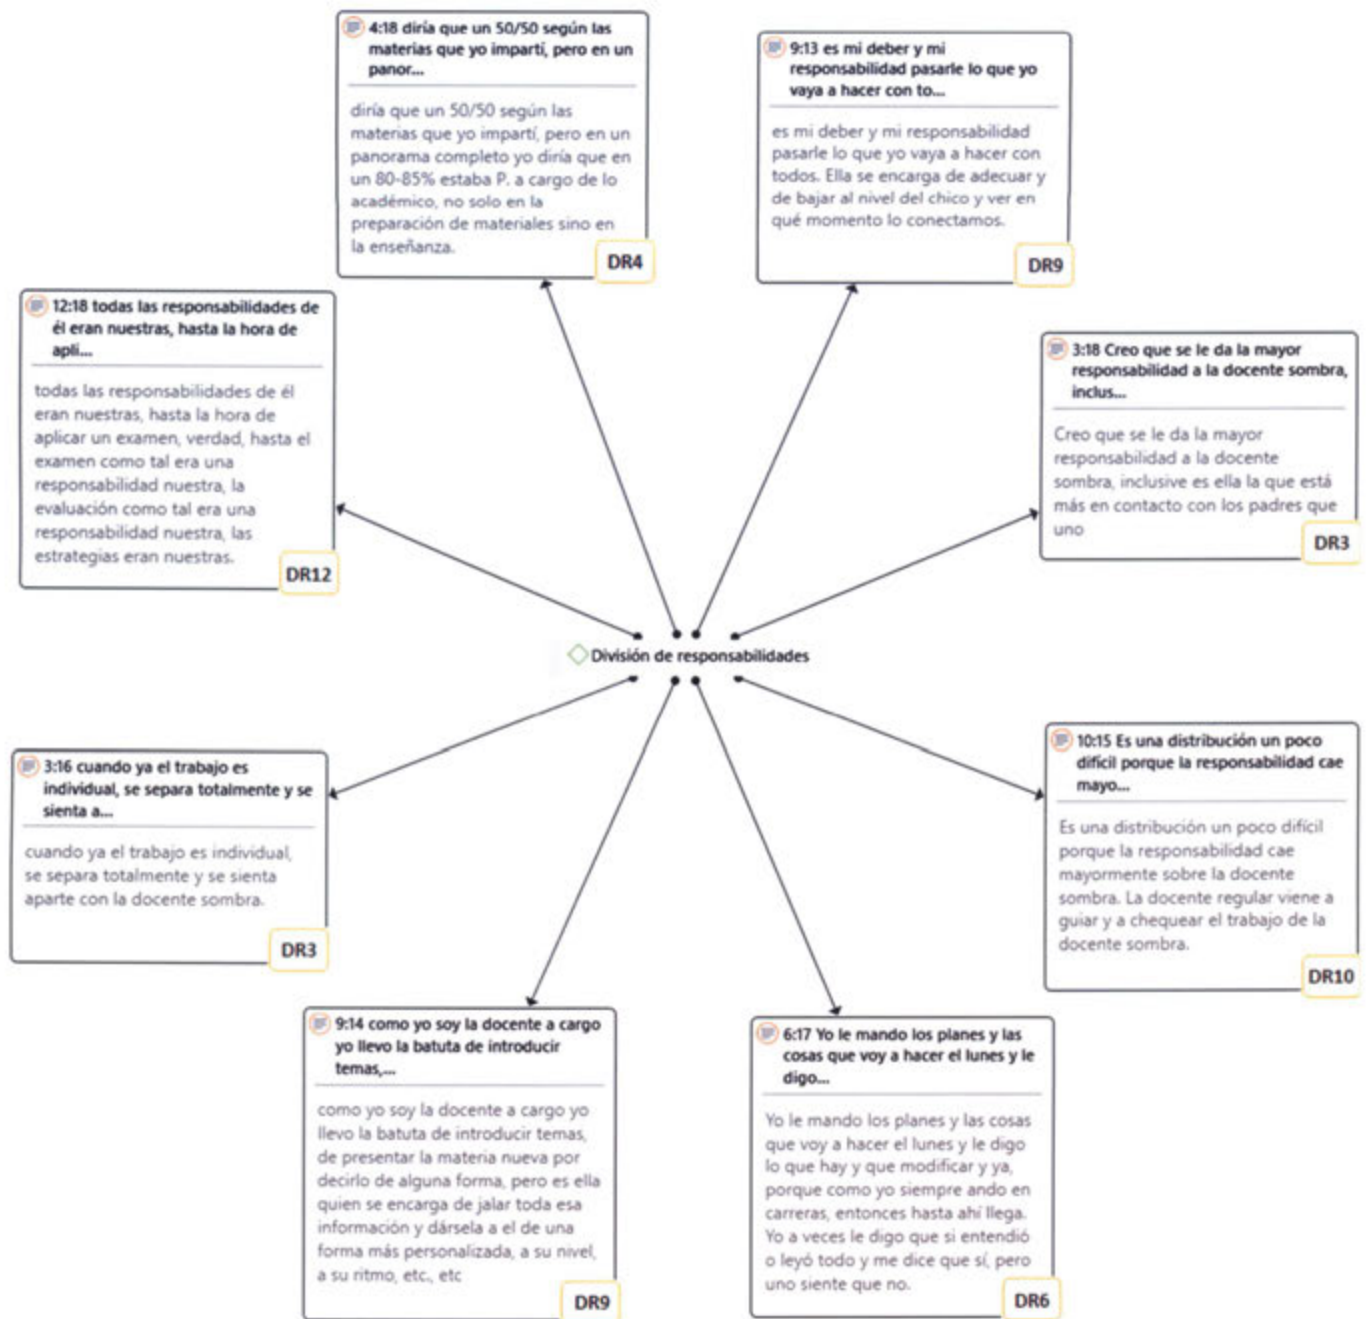 4:18 diría que un 50/50 según las
materias que yo impartí, pero en un
panor...
diría que un 50/50 según las
materias que yo impartí, pero en un
panorama completo yo diría que en
un 80-85% estaba P. a cargo de lo
académico, no solo en la
preparación de materiales sino en
la enseñanza.
DR4
9:13 es mi deber y mi
responsabilidad pasarle lo que yo
vaya a hacer con to...
es mi deber y mi responsabilidad
pasarle lo que yo vaya a hacer con
todos. Ella se encarga de adecuar y
de bajar al nivel del chico y ver en
qué momento lo conectamos.
DR9
12:18 todas las responsabilidades de
él eran nuestras, hasta la hora de
apli...
todas las responsabilidades de él
eran nuestras, hasta la hora de
aplicar un examen, verdad, hasta el
examen como tal era una
responsabilidad nuestra, la
evaluación como tal era una
responsabilidad nuestra, las
estrategias eran nuestras.
DR12
3:18 Creo que se le da la mayor
responsabilidad a la docente sombra,
inclus...
Creo que se le da la mayor
responsabilidad a la docente
sombra, inclusive es ella la que está
más en contacto con los padres que
uno
DR3
División de responsabilidades
3:16 cuando ya el trabajo es
individual, se separa totalmente y se
sienta a...
cuando ya el trabajo es individual,
se separa totalmente y se sienta
aparte con la docente sombra.
DR3
10:15 Es una distribución un poco
difícil porque la responsabilidad cae
mayo...
Es una distribución un poco difícil
porque la responsabilidad cae
mayormente sobre la docente
sombra. La docente regular viene a
guiar y a chequear el trabajo de la
docente sombra.
DR10
9:14 como yo soy la docente a cargo
yo llevo la batuta de introducir
temas,...
como yo soy la docente a cargo yo
llevo la batuta de introducir temas,
de presentar la materia nueva por
decirlo de alguna forma, pero es ella
quien se encarga de jalar toda esa
información y dársela a el de una
forma más personalizada, a su nivel,
a su ritmo, etc., etc
DR9
6:17 Yo le mando los planes y las
cosas que voy a hacer el lunes y le
digo...
Yo le mando los planes y las cosas
que voy a hacer el lunes y le digo
lo que hay y que modificar y ya,
porque como yo siempre ando en
carreras, entonces hasta ahí llega.
Yo a veces le digo que si entendió
o leyó todo y me dice que sí, pero
uno siente que no.
DR6